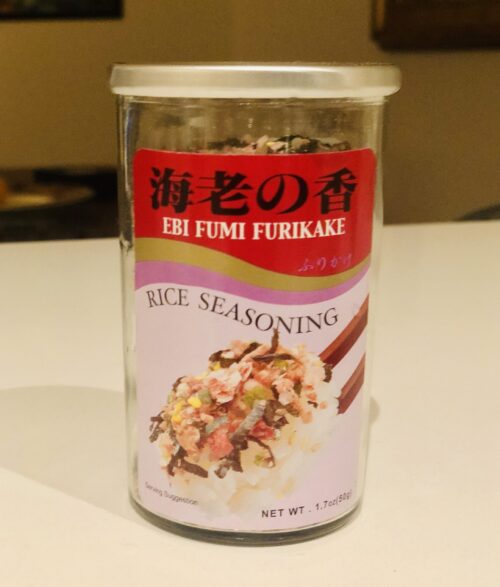 海老の香
EBI FUMI FURIKAKE
ふりかけ
RICE SEASONING
Serving Suggestion
NET WT . 1.7oz(50g)